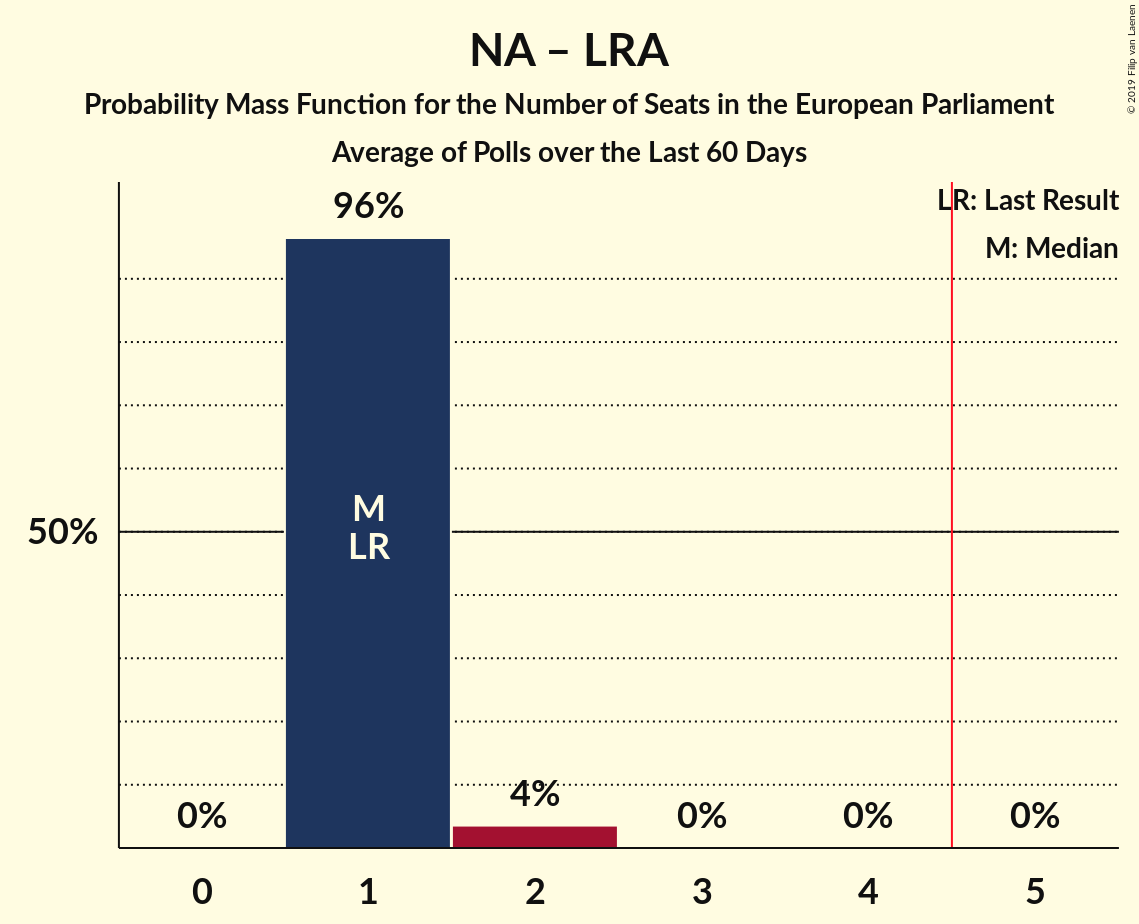 NA – LRA
Probability Mass Function for the Number of Seats in the European Parliament
Average of Polls over the Last 60 Days
© 2019 Filip van Laenen
LR: Last Result
M: Median
96%
M
LR
50%
0%
4%
0%
0%
0%
0 1 2 3 4 5